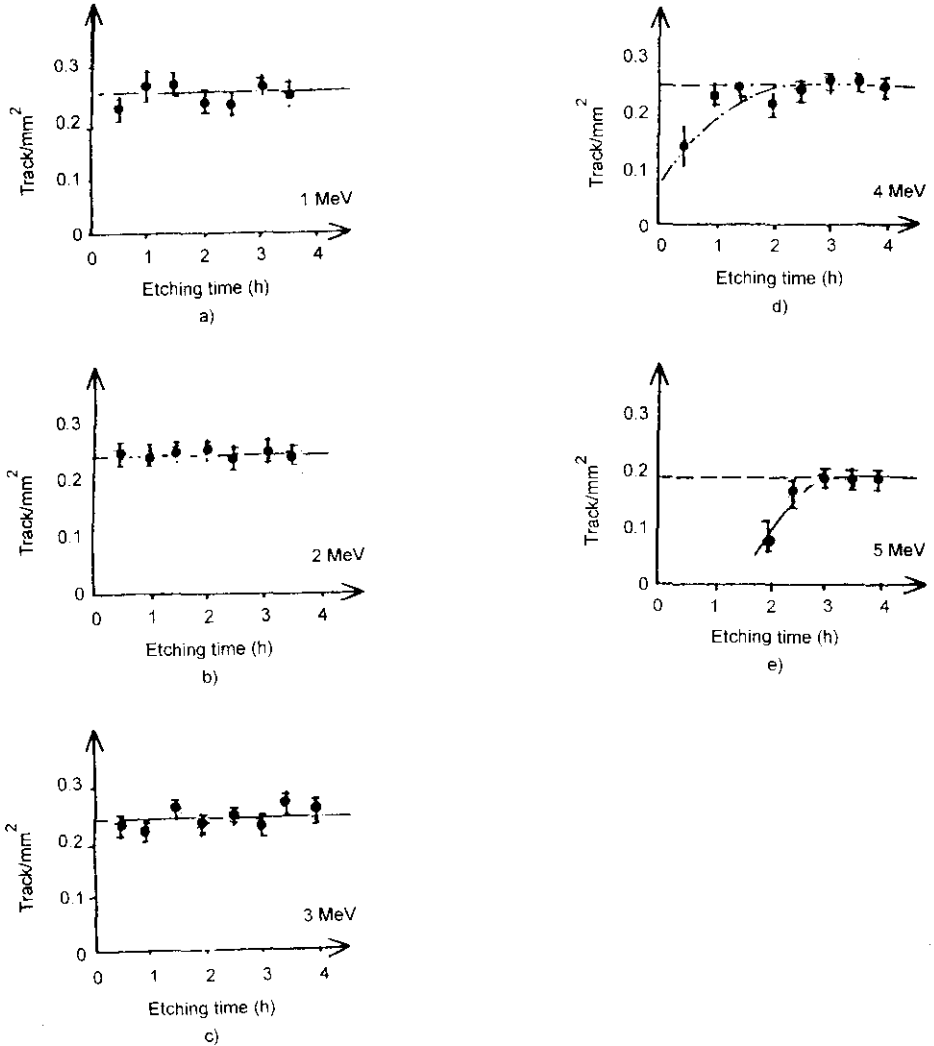 0.3
0.2
0.1
0
Track/mm²
1 MeV
0 1 2 3 4
Etching time (h)
a)
0.3
0.2
0.1
0
Track/mm²
2 MeV
0 1 2 3 4
Etching time (h)
b)
0.3
0.2
0.1
0
Track/mm²
3 MeV
0 1 2 3 4
Etching time (h)
c)
0.3
0.2
0.1
0
Track/mm²
4 MeV
0 1 2 3 4
Etching time (h)
d)
0.3
0.2
0.1
0
Track/mm²
5 MeV
0 1 2 3 4
Etching time (h)
e)